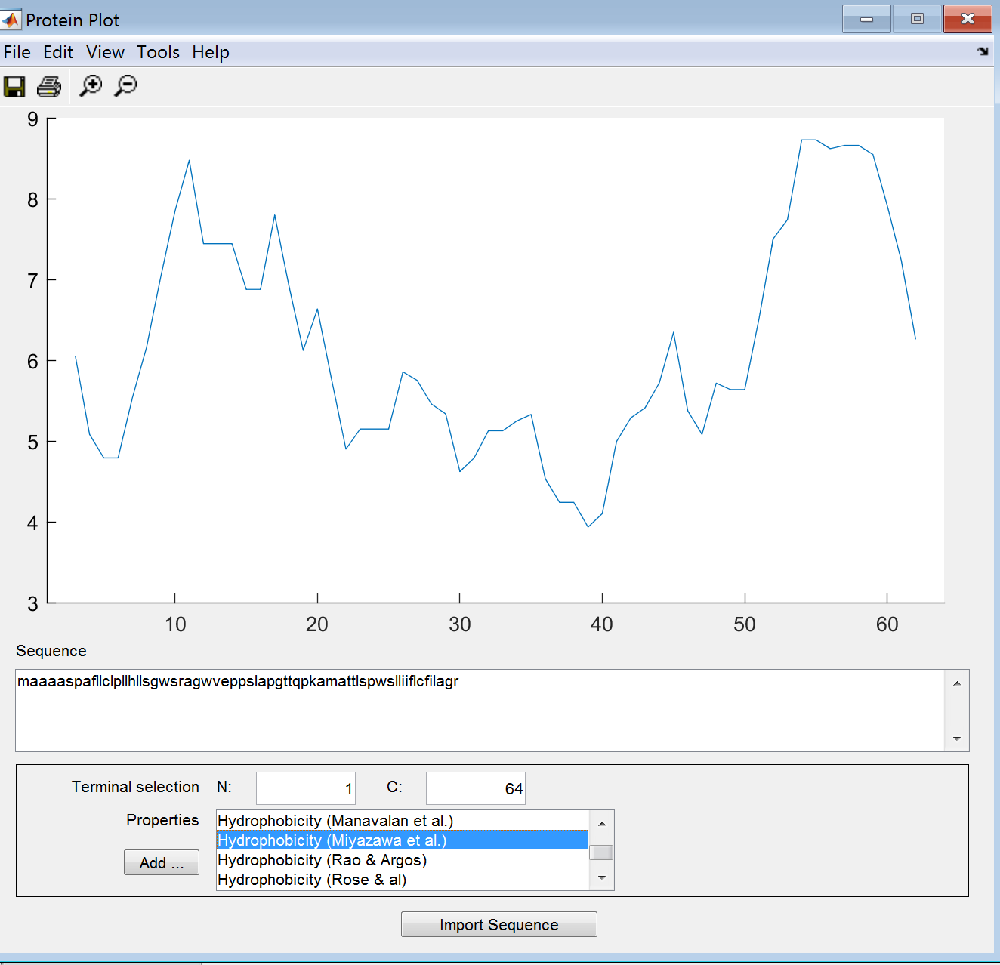 Protein Plot
File Edit View Tools Help
9
8
7
6
5
4
3
10 20 30 40 50 60
Sequence
maaaaspafllclpllhllsgwsragwveppslapgttqpkamattlspwslliiflcfilagr
Terminal selection N: 1 C: 64
Properties
Hydrophobicity (Manavalan et al.)
Hydrophobicity (Miyazawa et al.)
Hydrophobicity (Rao & Argos)
Hydrophobicity (Rose & al)
Add ...
Import Sequence